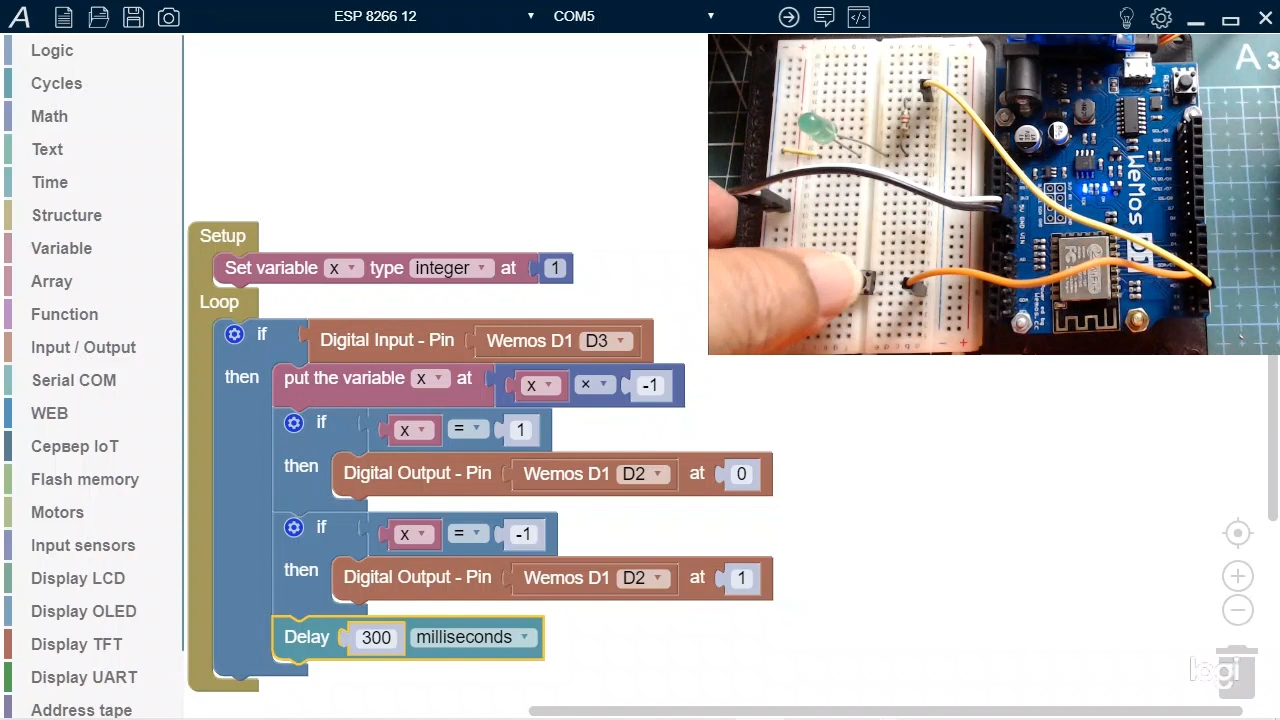 ESP 8266 12
COM5
Logic
Cycles
Math
Text
Time
Structure
Variable
Array
Function
Input / Output
Serial COM
WEB
Сервер IoT
Flash memory
Motors
Input sensors
Display LCD
Display OLED
Display TFT
Display UART
Address tape
Setup
Set variable x type integer at 1
Loop
if Digital Input - Pin Wemos D1 D3
then put the variable x at x × -1
if x = 1
then Digital Output - Pin Wemos D1 D2 at 0
if x = -1
then Digital Output - Pin Wemos D1 D2 at 1
Delay 300 milliseconds
A3
RESET
WeMos D1
logi